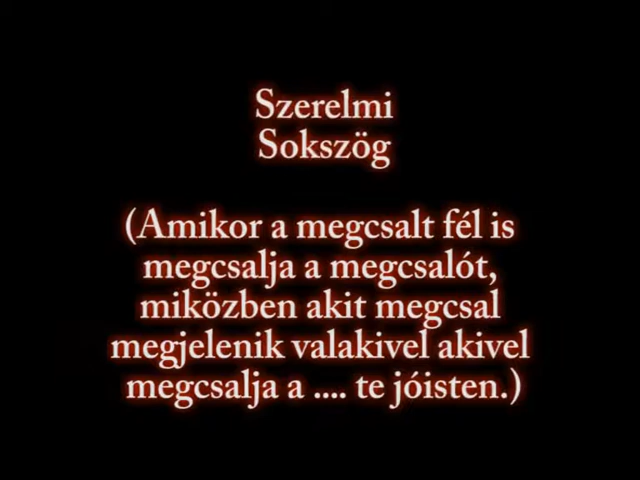 Szerelmi
Sokszög
(Amikor a megcsalt fél is
megcsalja a megcsalót,
miközben akit megcsal
megjelenik valakivel akivel
megcsalja a .... te jóisten.)